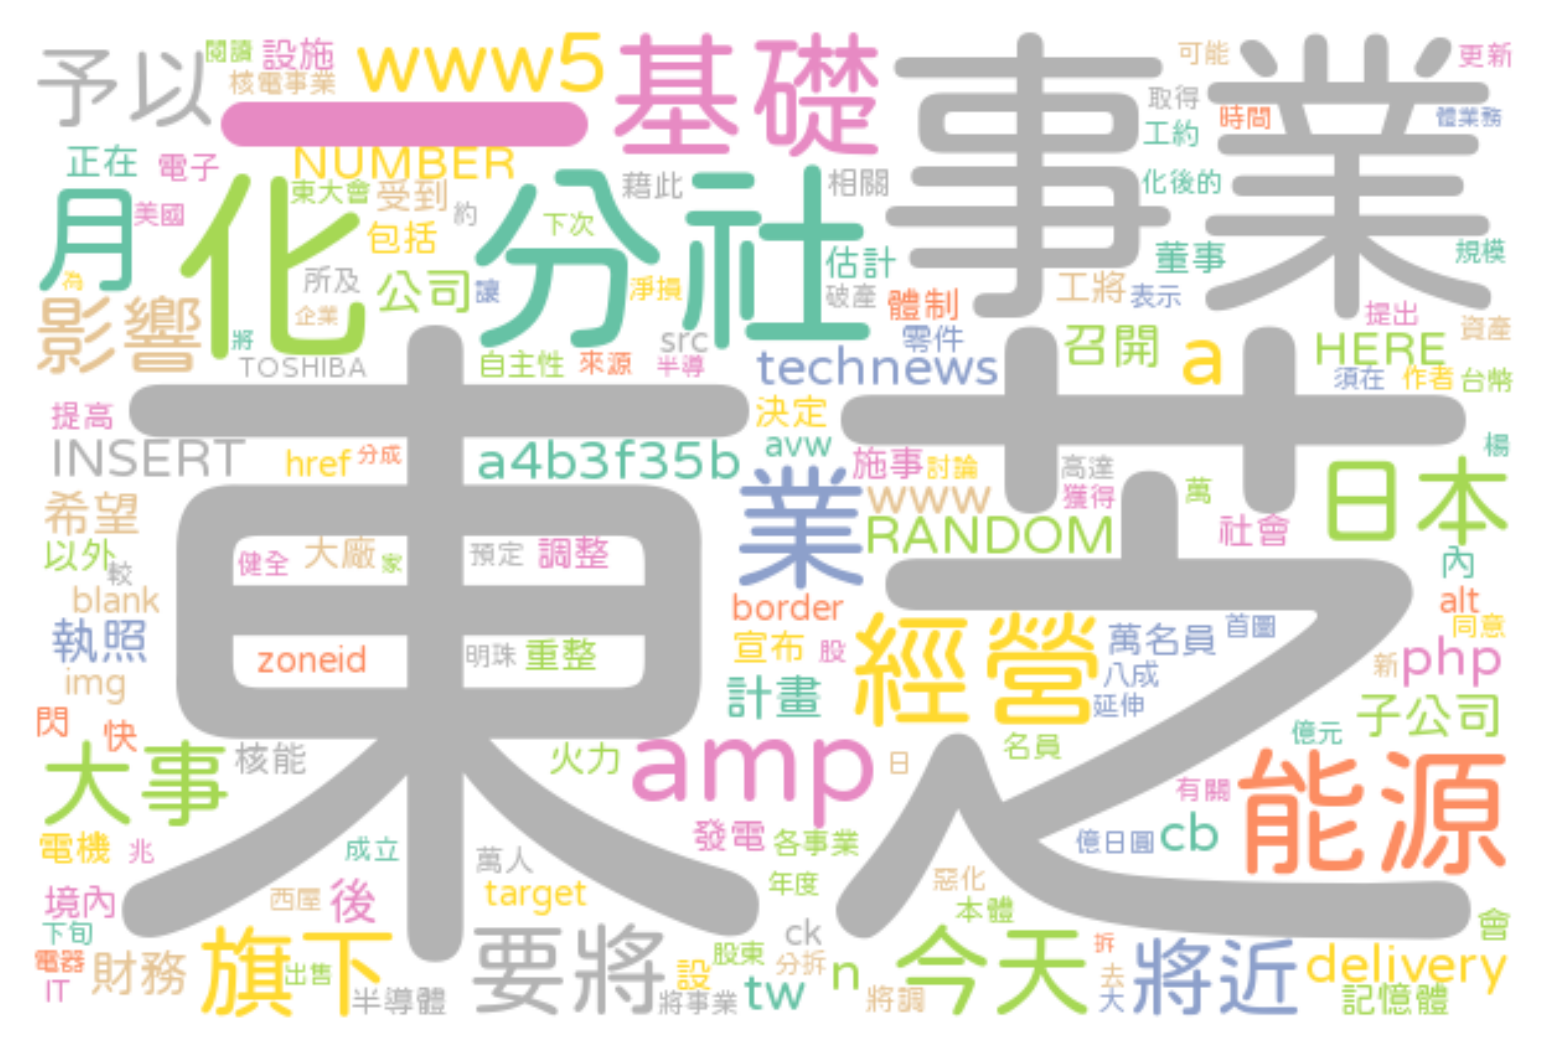 予以
閱讀
設施
核電事業
www5
基礎
事業
可能
更新
取得
時間
體業務
工約
一
NUMBER
正在
電子
月
美國
化
東大會
受到
約
包括
分社
下次
藉此
相關
化後的
估計
董事
規模
為
影響
所及
公司
讓
淨損
破產
體制
工將
表示
企業
將
TOSHIBA
自主性
來源
src
半導
零件
technews
召開
a
提出
資產
HERE
須在
作者
台幣
東芝
提高
決定
INSERT
href
分成
a4b3f35b
avw
施事
討論
高達
日本
楊
希望
業
www
獲得
萬
RANDOM
社會
以外
較
健全
大廠
家
預定
調整
內
blank
border
alt
執照
zoneid
明珠
重整
宣布
股
經營
萬名員
首圖
同意
八成
新
php
img
計畫
延伸
子公司
閃
快
大事
核能
火力
amp
日
名員
億元
能源
有關
電機
兆
成立
萬人
發電
各事業
億日圓
cb
境內
西屋
後
target
年度
惡化
本體
下旬
會
電器
IT
財務
旗下
出售
半導體
要將
將事業
設
股東
tw
ck
分拆
n
將調
今天
拆
去
大
將近
delivery
記憶體